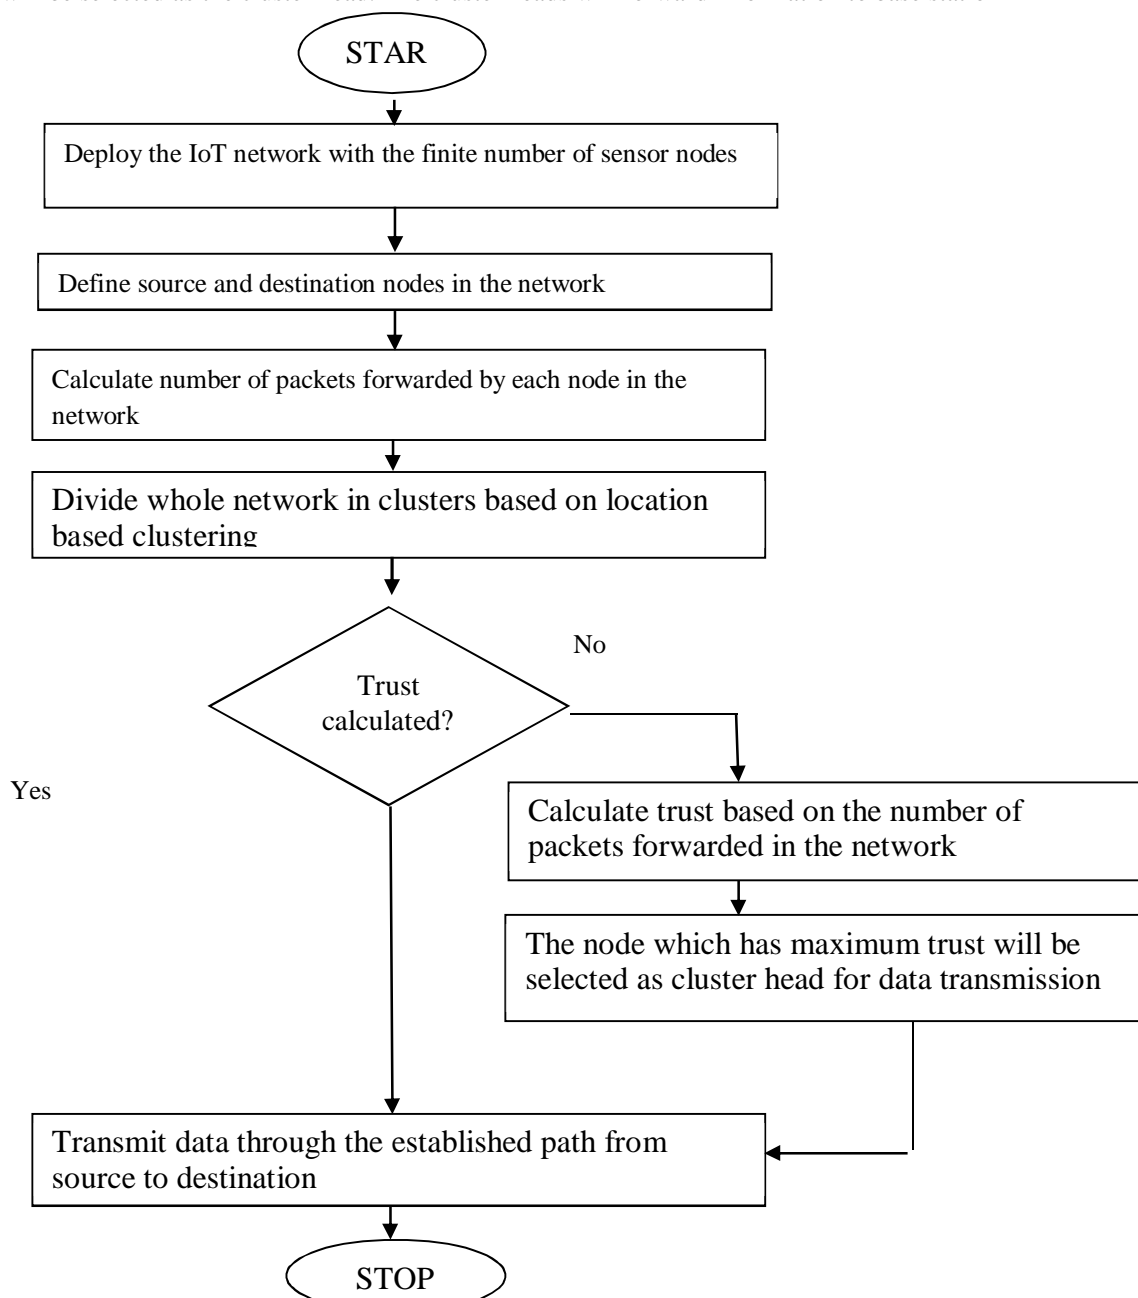 STAR
Deploy the IoT network with the finite number of sensor nodes
Define source and destination nodes in the network
Calculate number of packets forwarded by each node in the
network
Divide whole network in clusters based on location
based clustering
No
Trust
calculated?
Yes
Calculate trust based on the number of
packets forwarded in the network
The node which has maximum trust will be
selected as cluster head for data transmission
Transmit data through the established path from
source to destination
STOP